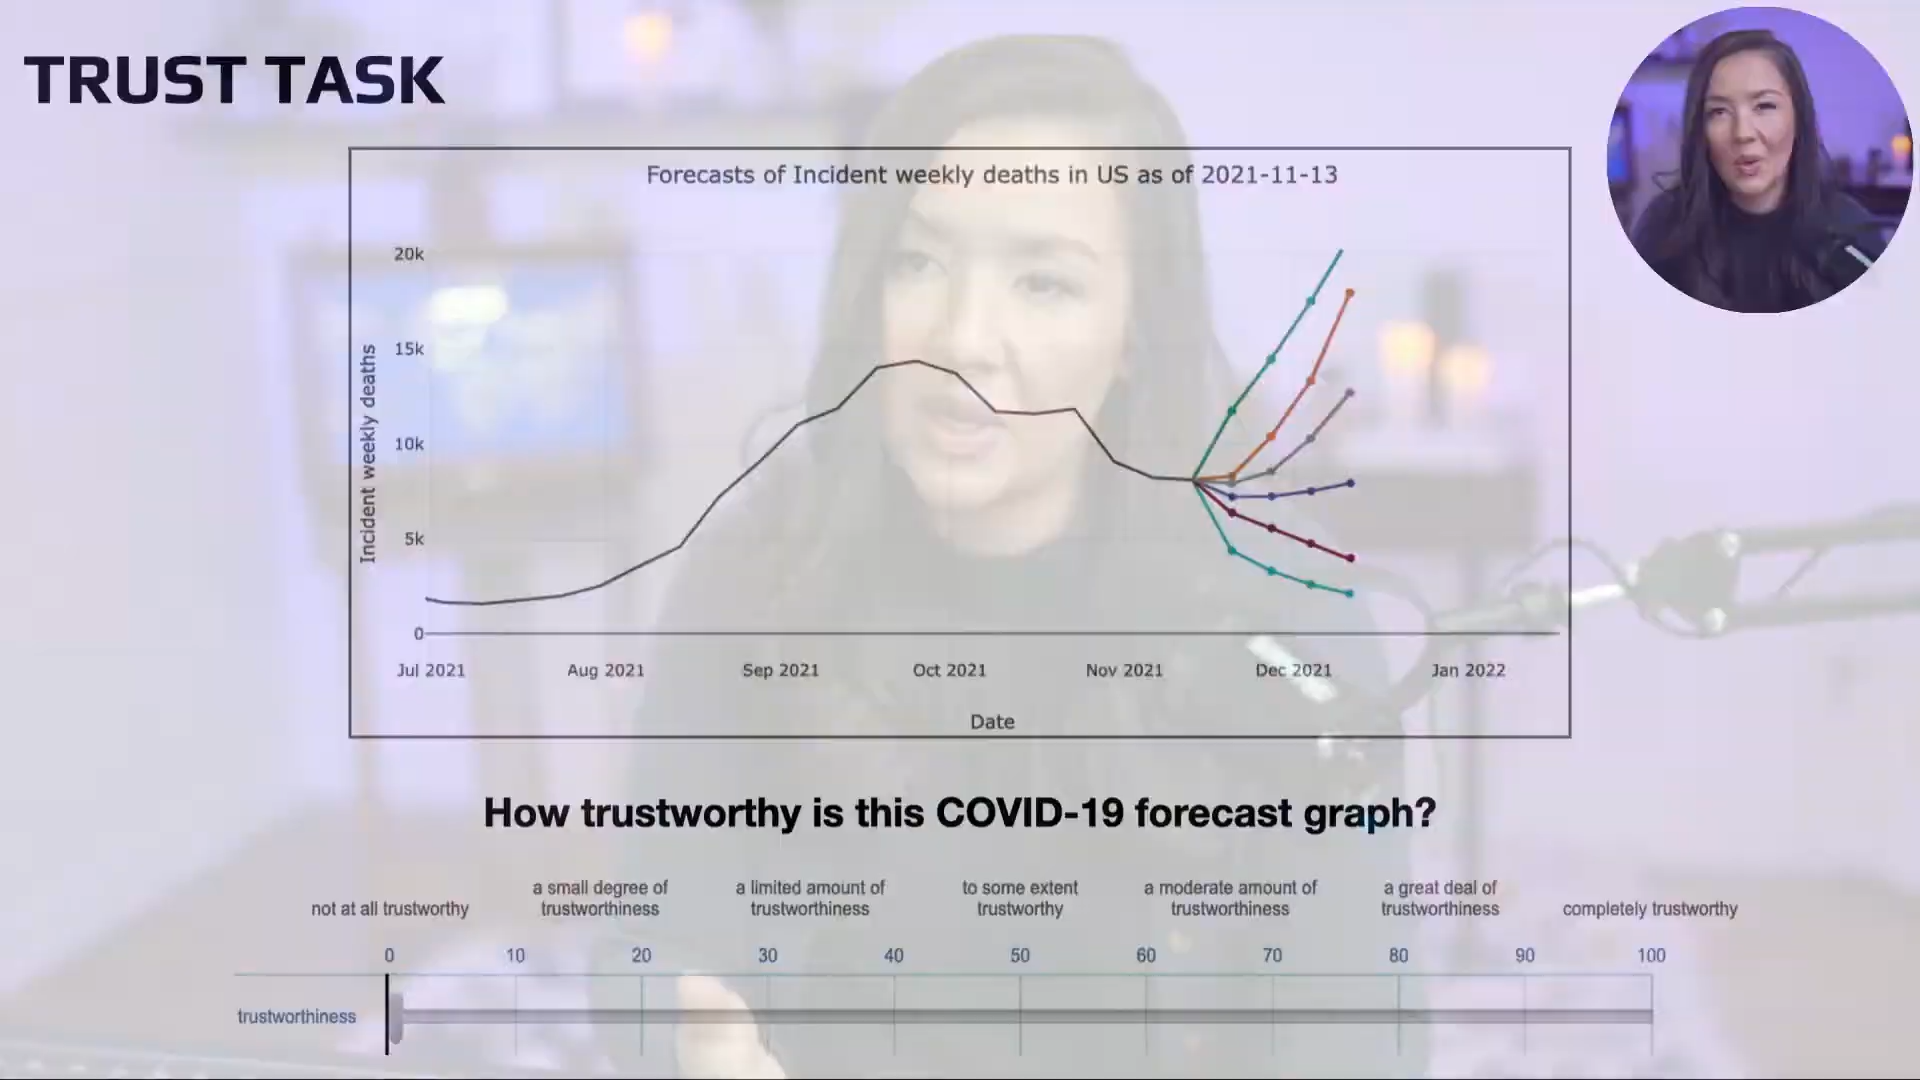 TRUST TASK
Forecasts of Incident weekly deaths in US as of 2021-11-13
20k
15k
10k
5k
0
Incident weekly deaths
Jul 2021 Aug 2021 Sep 2021 Oct 2021 Nov 2021 Dec 2021 Jan 2022
Date
How trustworthy is this COVID-19 forecast graph?
not at all trustworthy
a small degree of
trustworthiness
a limited amount of
trustworthiness
to some extent
trustworthy
a moderate amount of
trustworthiness
a great deal of
trustworthiness
completely trustworthy
0 10 20 30 40 50 60 70 80 90 100
trustworthiness